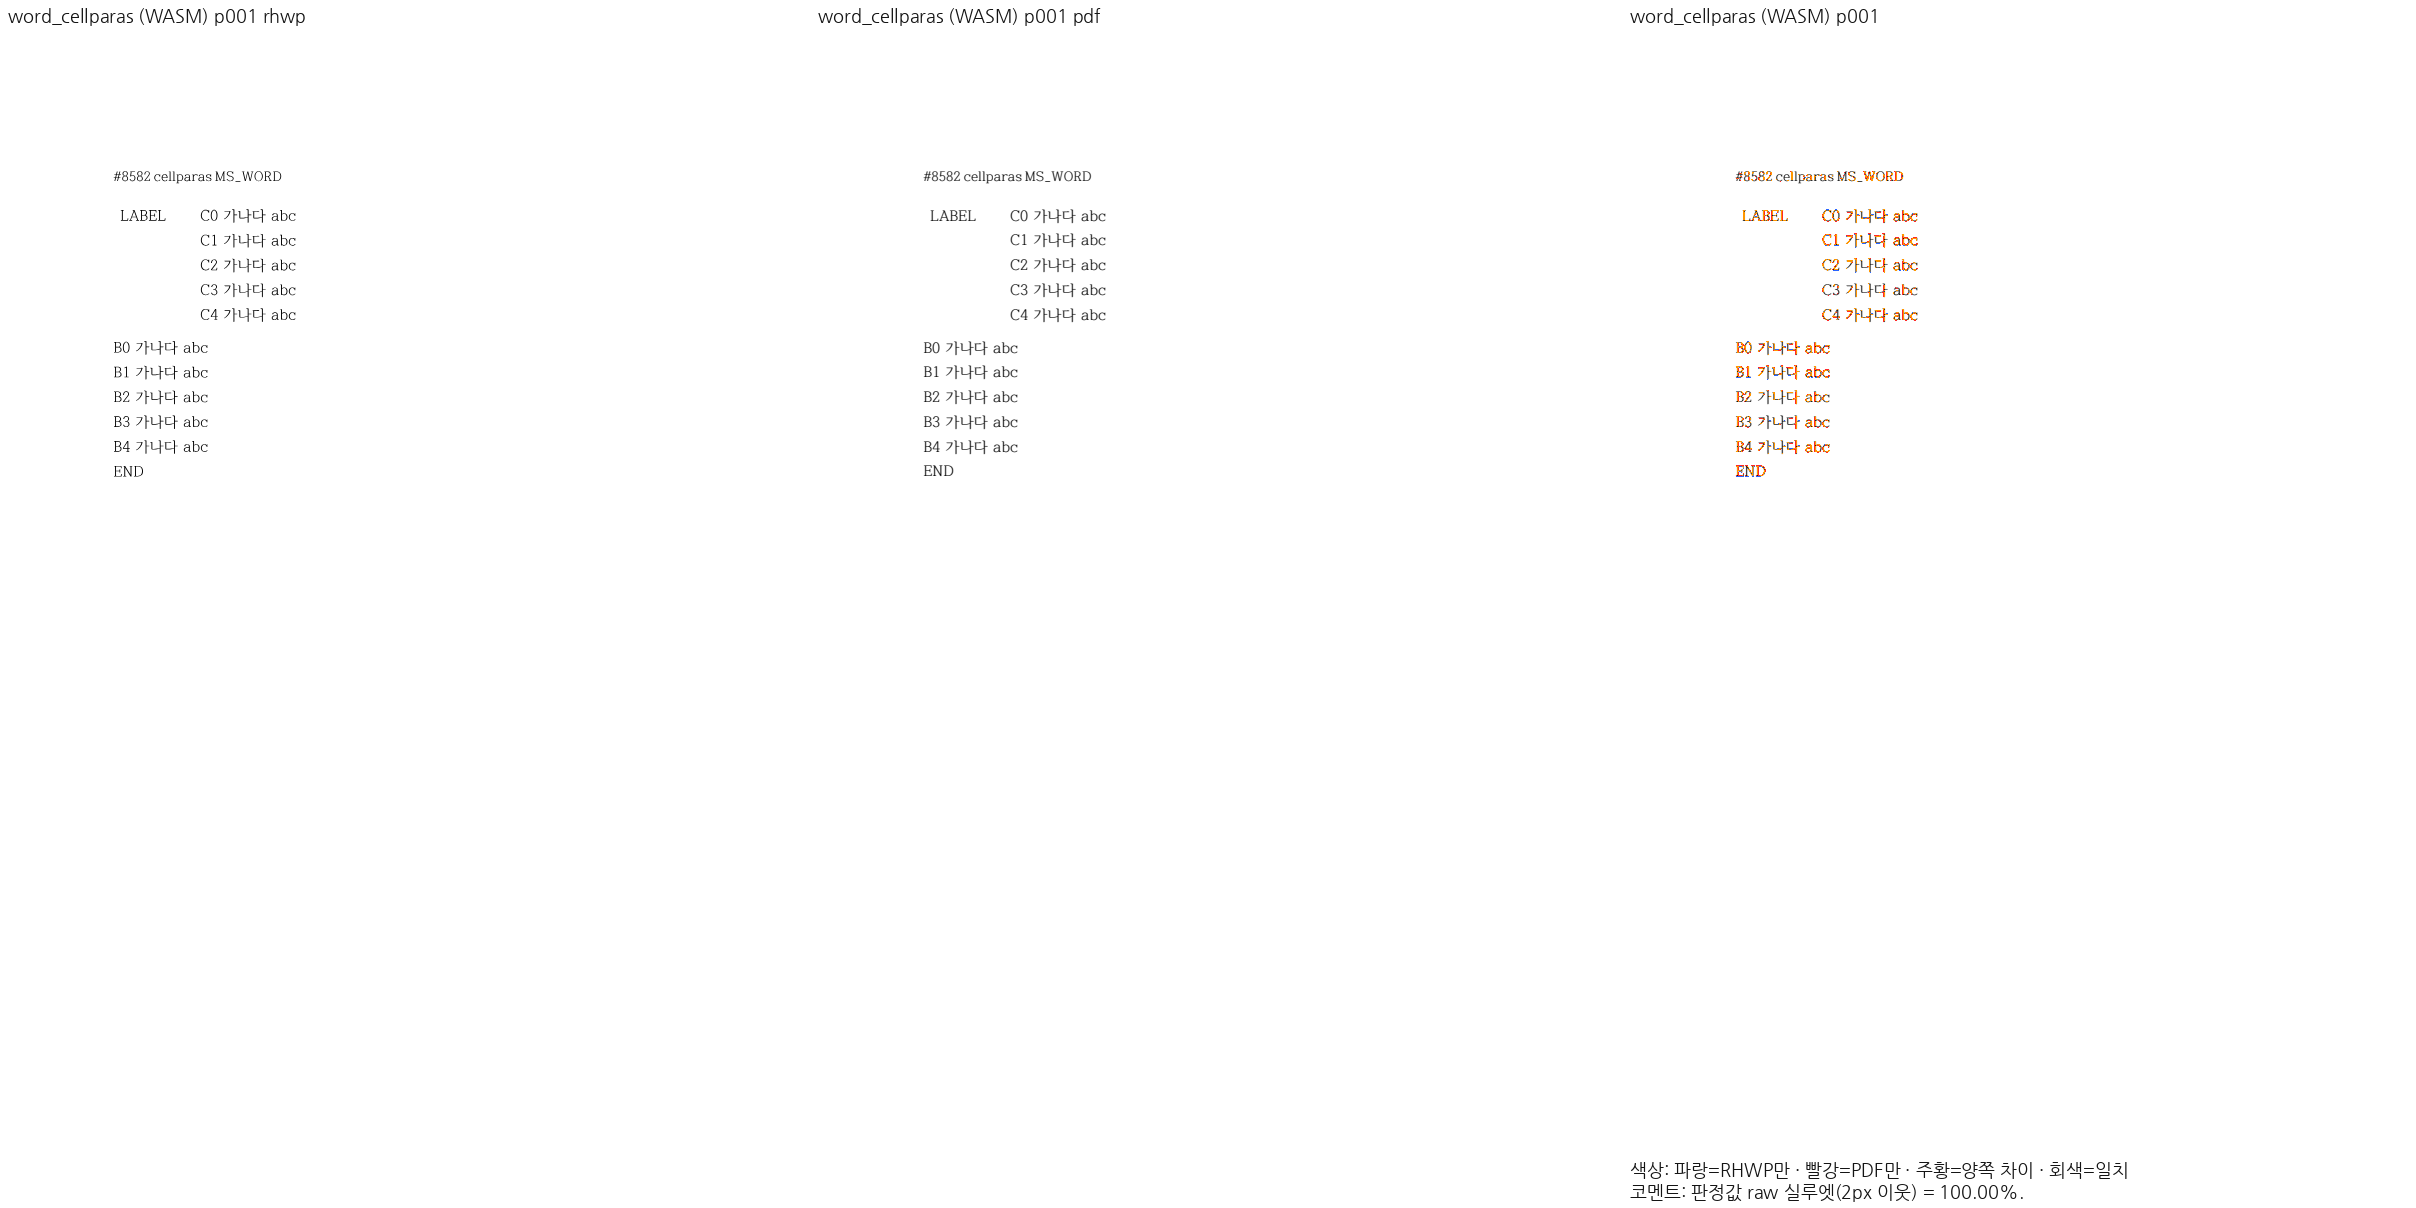 word_cellparas (WASM) p001 rhwp
#8582 cellparas MS_WORD
LABEL C0 가나다 abc
C1 가나다 abc
C2 가나다 abc
C3 가나다 abc
C4 가나다 abc
B0 가나다 abc
B1 가나다 abc
B2 가나다 abc
B3 가나다 abc
B4 가나다 abc
END
word_cellparas (WASM) p001 pdf
#8582 cellparas MS_WORD
LABEL C0 가나다 abc
C1 가나다 abc
C2 가나다 abc
C3 가나다 abc
C4 가나다 abc
B0 가나다 abc
B1 가나다 abc
B2 가나다 abc
B3 가나다 abc
B4 가나다 abc
END
word_cellparas (WASM) p001
#8582 cellparas MS_WORD
LABEL C0 가나다 abc
C1 가나다 abc
C2 가나다 abc
C3 가나다 abc
C4 가나다 abc
B0 가나다 abc
B1 가나다 abc
B2 가나다 abc
B3 가나다 abc
B4 가나다 abc
END
색상: 파랑=RHWP만 · 빨강=PDF만 · 주황=양쪽 차이 · 회색=일치
코멘트: 판정값 raw 실루엣(2px 이웃) = 100.00%.